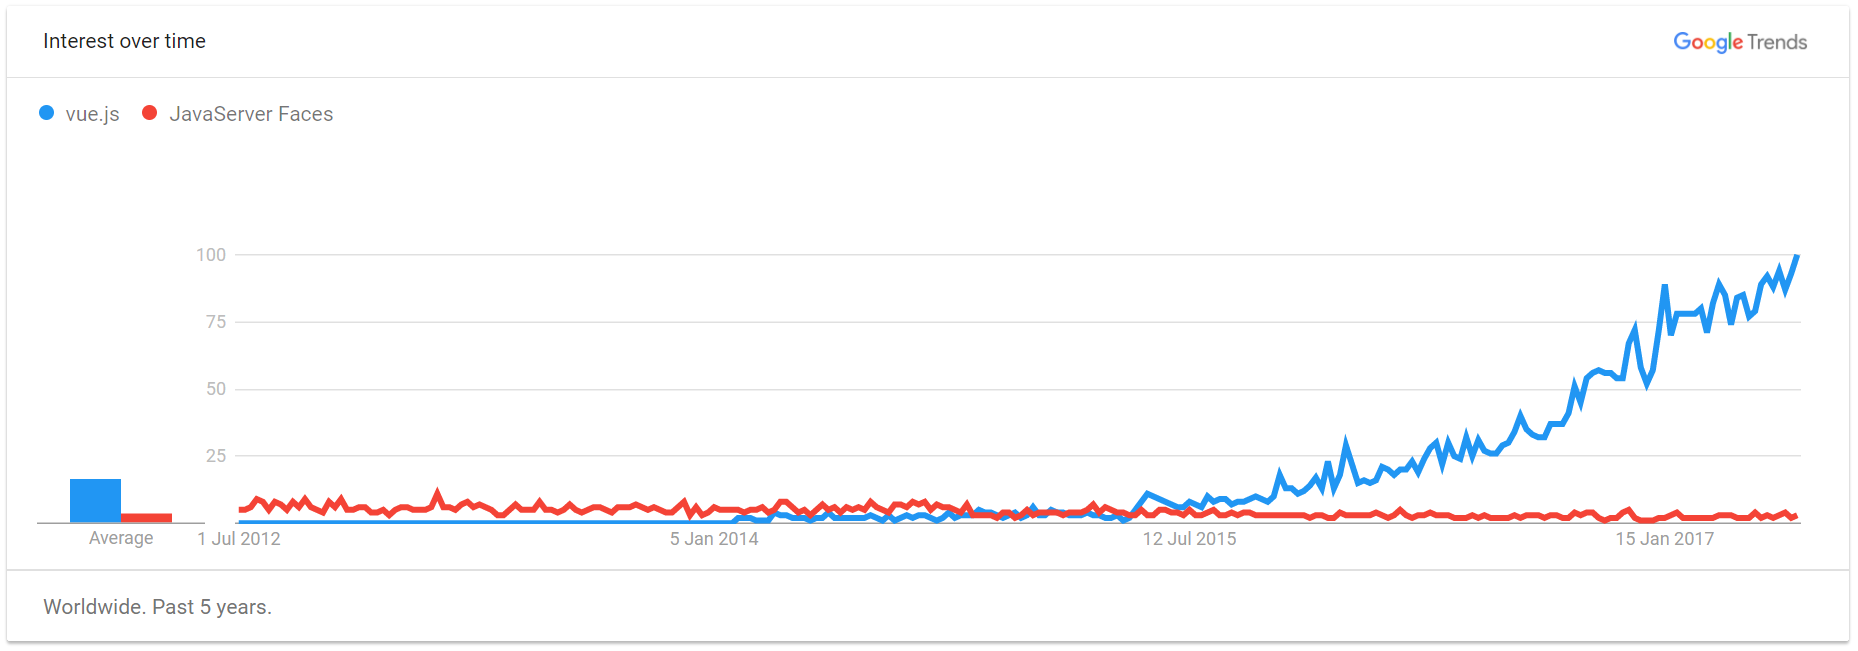 Interest over time
Google Trends
vue.js JavaServer Faces
100
75
50
25
Average
1 Jul 2012 5 Jan 2014 12 Jul 2015 15 Jan 2017
Worldwide. Past 5 years.